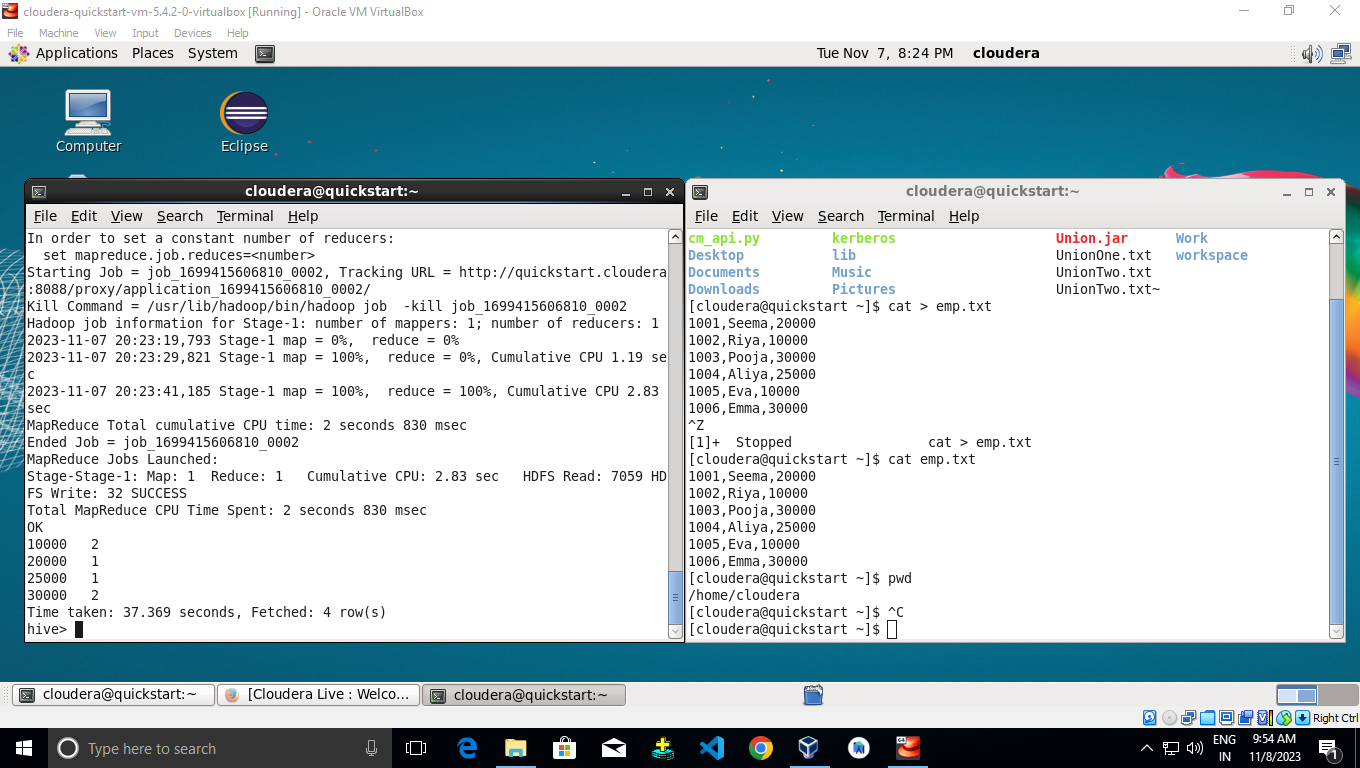 cloudera-quickstart-vm-5.4.2-0-virtualbox [Running] - Oracle VM VirtualBox
File Machine View Input Devices Help
Applications Places System
Tue Nov 7, 8:24 PM cloudera
Computer
Eclipse
cloudera@quickstart:~
File Edit View Search Terminal Help
In order to set a constant number of reducers:
  set mapreduce.job.reduces=<number>
Starting Job = job_1699415606810_0002, Tracking URL = http://quickstart.cloudera
:8088/proxy/application_1699415606810_0002/
Kill Command = /usr/lib/hadoop/bin/hadoop job  -kill job_1699415606810_0002
Hadoop job information for Stage-1: number of mappers: 1; number of reducers: 1
2023-11-07 20:23:19,793 Stage-1 map = 0%,  reduce = 0%
2023-11-07 20:23:29,821 Stage-1 map = 100%,  reduce = 0%, Cumulative CPU 1.19 se
c
2023-11-07 20:23:41,185 Stage-1 map = 100%,  reduce = 100%, Cumulative CPU 2.83
sec
MapReduce Total cumulative CPU time: 2 seconds 830 msec
Ended Job = job_1699415606810_0002
MapReduce Jobs Launched:
Stage-Stage-1: Map: 1  Reduce: 1   Cumulative CPU: 2.83 sec   HDFS Read: 7059 HD
FS Write: 32 SUCCESS
Total MapReduce CPU Time Spent: 2 seconds 830 msec
OK
10000   2
20000   1
25000   1
30000   2
Time taken: 37.369 seconds, Fetched: 4 row(s)
hive>
cloudera@quickstart:~
File Edit View Search Terminal Help
cm_api.py kerberos Union.jar Work
Desktop lib UnionOne.txt workspace
Documents Music UnionTwo.txt
Downloads Pictures UnionTwo.txt~
[cloudera@quickstart ~]$ cat > emp.txt
1001,Seema,20000
1002,Riya,10000
1003,Pooja,30000
1004,Aliya,25000
1005,Eva,10000
1006,Emma,30000
^Z
[1]+  Stopped                 cat > emp.txt
[cloudera@quickstart ~]$ cat emp.txt
1001,Seema,20000
1002,Riya,10000
1003,Pooja,30000
1004,Aliya,25000
1005,Eva,10000
1006,Emma,30000
[cloudera@quickstart ~]$ pwd
/home/cloudera
[cloudera@quickstart ~]$ ^C
[cloudera@quickstart ~]$
cloudera@quickstart:~
[Cloudera Live : Welco...
cloudera@quickstart:~
Right Ctrl
Type here to search
ENG
IN
9:54 AM
11/8/2023
1